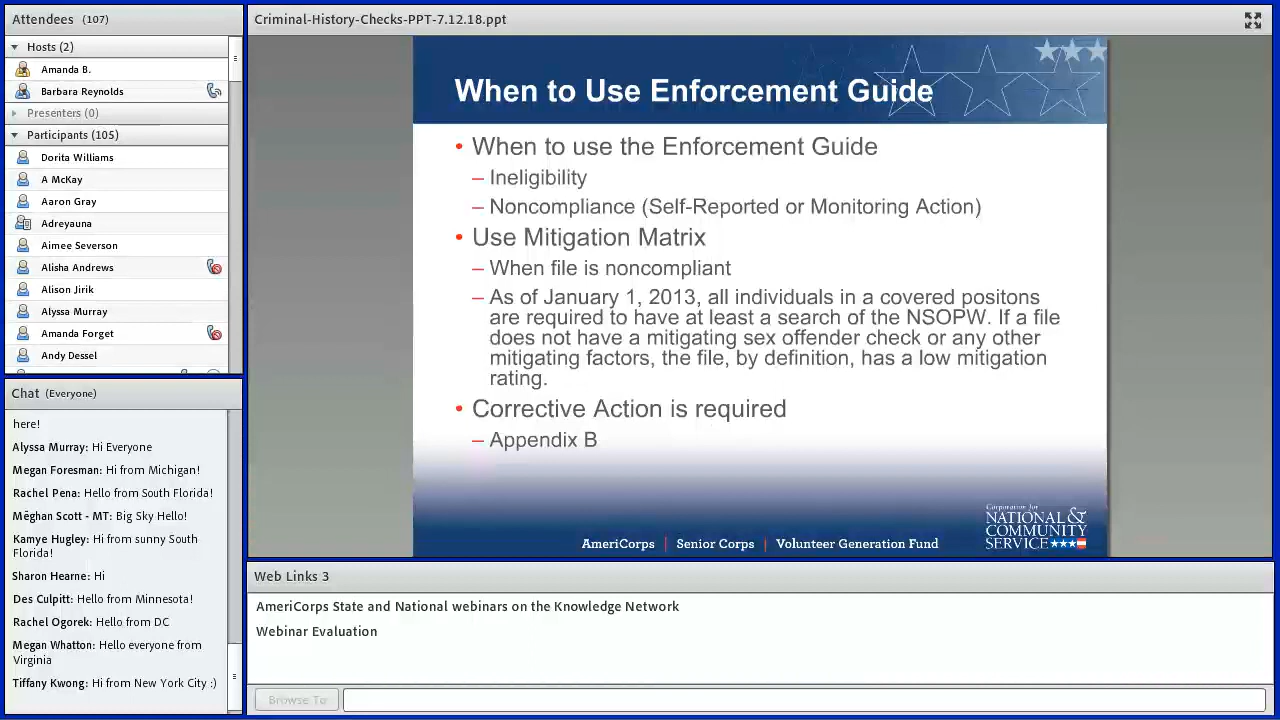 Attendees (107)
Hosts (2)
Amanda B.
Barbara Reynolds
Presenters (0)
Participants (105)
Dorita Williams
A McKay
Aaron Gray
Adreyauna
Aimee Severson
Alisha Andrews
Alison Jirik
Alyssa Murray
Amanda Forget
Andy Dessel
Chat (Everyone)
here!
Alyssa Murray: Hi Everyone
Megan Foresman: Hi from Michigan!
Rachel Pena: Hello from South Florida!
Mëghan Scott - MT: Big Sky Hello!
Kamye Hugley: Hi from sunny South
Florida!
Sharon Hearne: Hi
Des Culpitt: Hello from Minnesota!
Rachel Ogorek: Hello from DC
Megan Whatton: Hello everyone from
Virginia
Tiffany Kwong: Hi from New York City :)
Criminal-History-Checks-PPT-7.12.18.ppt
When to Use Enforcement Guide
• When to use the Enforcement Guide
– Ineligibility
– Noncompliance (Self-Reported or Monitoring Action)
• Use Mitigation Matrix
– When file is noncompliant
– As of January 1, 2013, all individuals in a covered positons
are required to have at least a search of the NSOPW. If a file
does not have a mitigating sex offender check or any other
mitigating factors, the file, by definition, has a low mitigation
rating.
• Corrective Action is required
– Appendix B
Corporation for
NATIONAL &
COMMUNITY
SERVICE
AmeriCorps | Senior Corps | Volunteer Generation Fund
Web Links 3
AmeriCorps State and National webinars on the Knowledge Network
Webinar Evaluation
Browse To